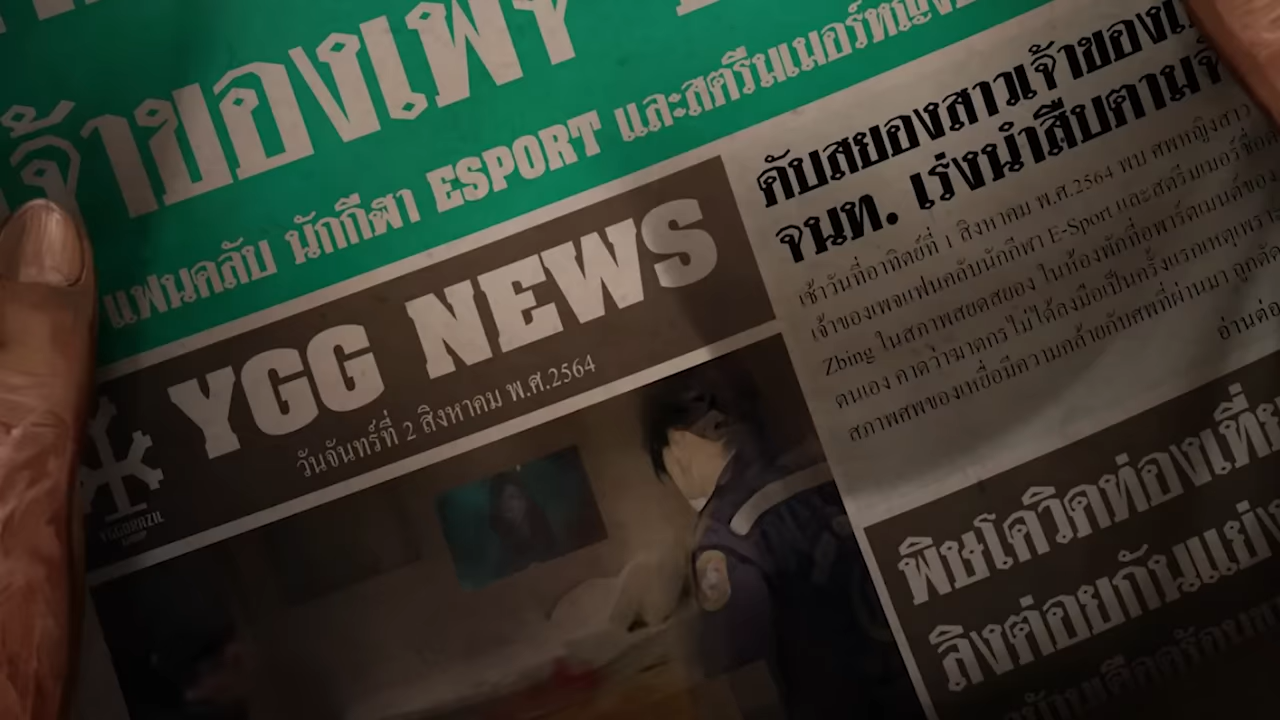 เจ้าของเพจ
แฟนคลับ นักกีฬา ESPORT และสตรีมเมอร์หญิง
YGG NEWS
วันจันทร์ที่ 2 สิงหาคม พ.ศ.2564
YGGDRAZIL
GROUP
ดับสยองสาวเจ้าของ
จนท. เร่งนำสืบตาม
เช้าวันที่อาทิตย์ที่ 1 สิงหาคม พ.ศ.2564 พบ ศพหญิงสาว
เจ้าของเพจแฟนคลับนักกีฬา E-Sport และสตรีมเมอร์ชื่อ
Zbing ในสภาพสยดสยอง ในห้องพักที่อพาร์ตเมนต์ของ
ตนเอง คาดว่าฆาตกรไม่ได้ลงมือเป็นครั้งแรกเหตุเพราะ
สภาพศพของเหยื่อมีความคล้ายกับศพที่ผ่านมา ถูกตัด
อ่านต่อ
พิษโควิดท่องเที่ยว
ลิงต่อยกันแย่ง